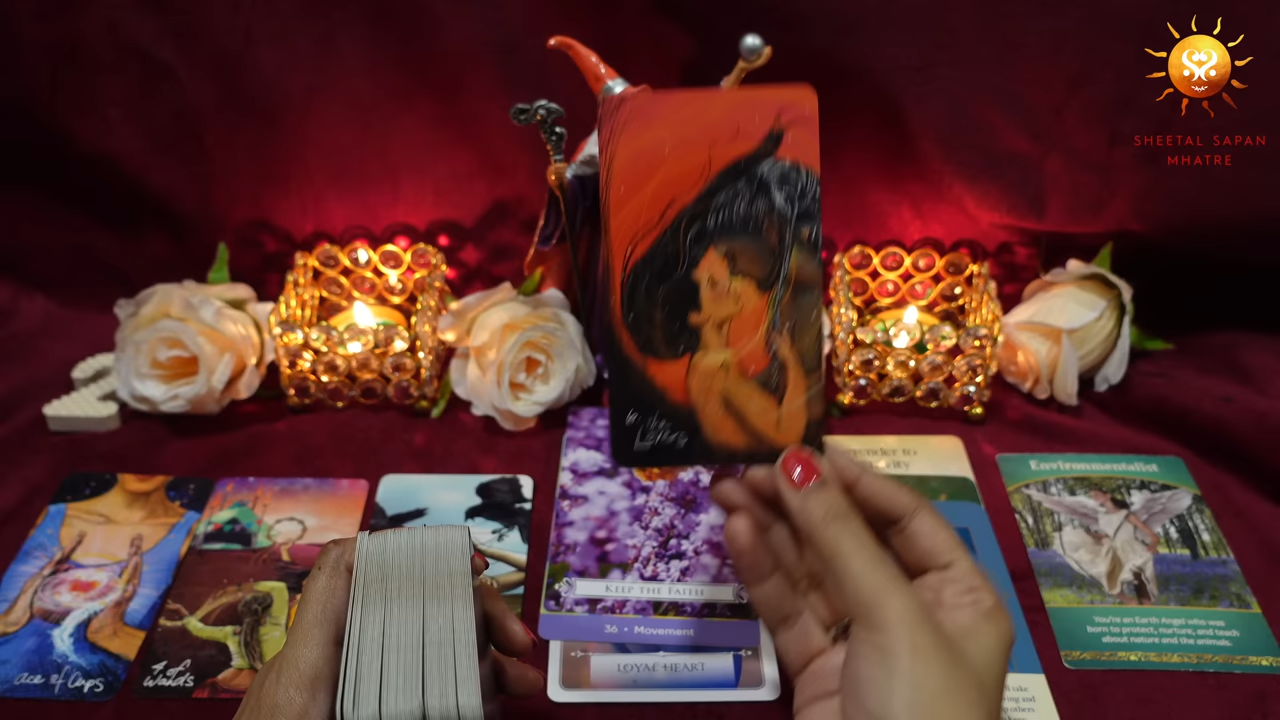 SHEETAL SAPAN
MHATRE
Ace of Cups
4 of
Wands
KEEP THE FAITH
36 • Movement
LOYAL HEART
Environmentalist
You're an Earth Angel who was
born to protect, nurture, and teach
about nature and the animals.